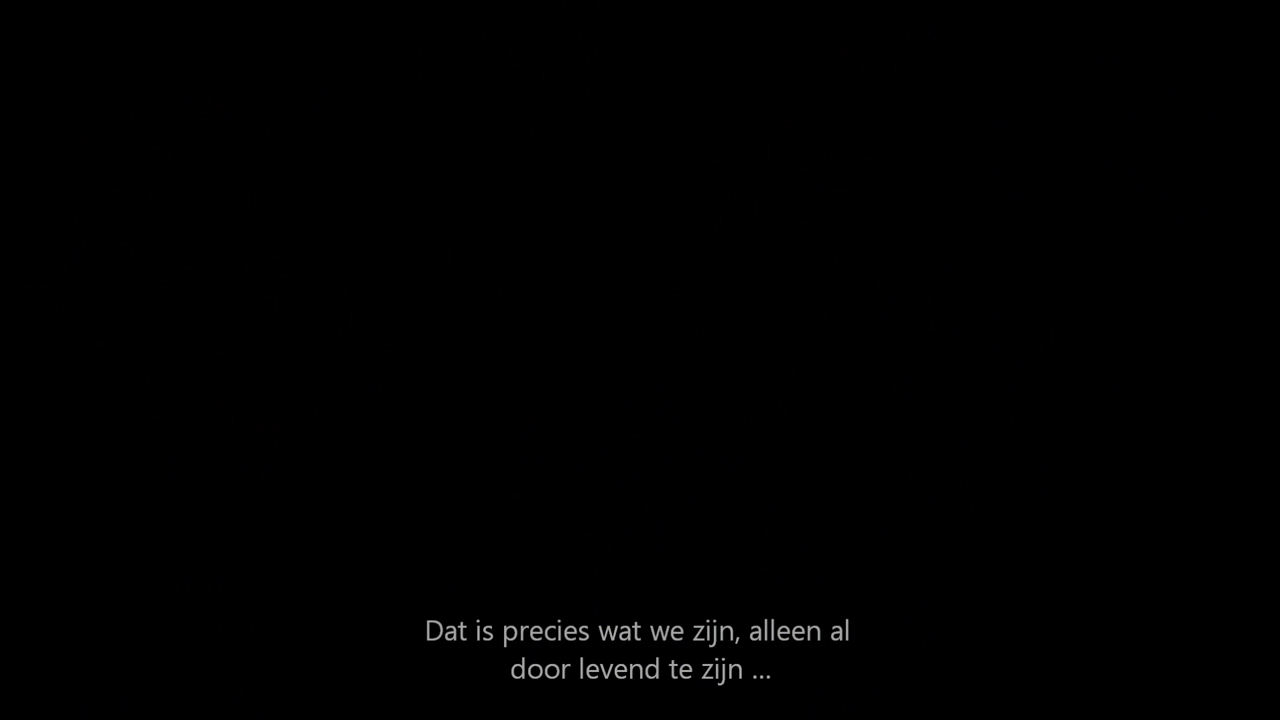 Dat is precies wat we zijn, alleen al
door levend te zijn ...